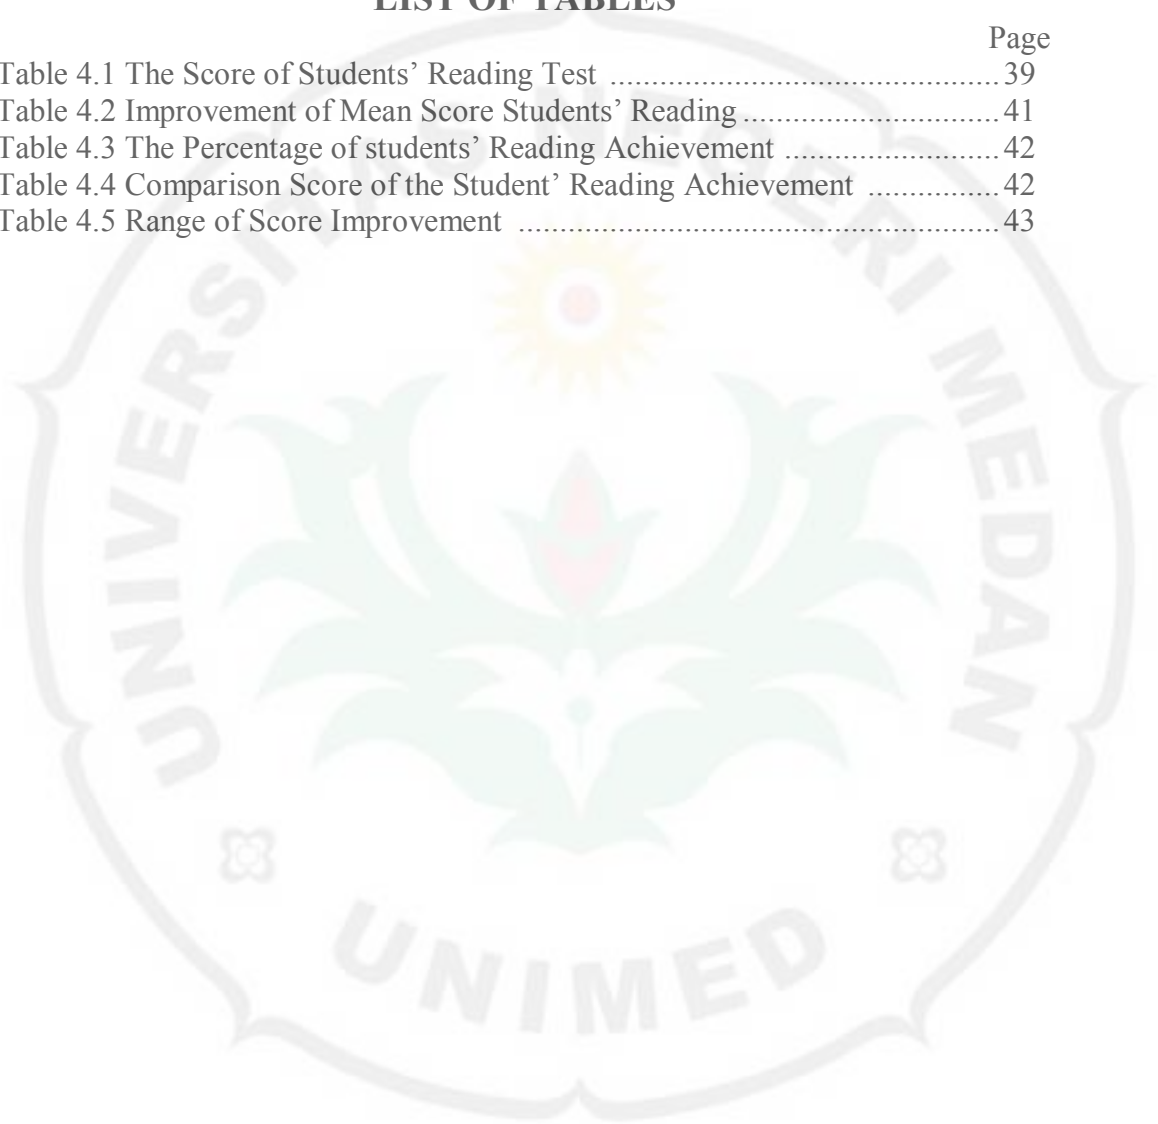 LIST OF TABLES
Page
Table 4.1 The Score of Students’ Reading Test ................................................ 39
Table 4.2 Improvement of Mean Score Students’ Reading ............................... 41
Table 4.3 The Percentage of students’ Reading Achievement .......................... 42
Table 4.4 Comparison Score of the Student’ Reading Achievement ................ 42
Table 4.5 Range of Score Improvement ........................................................... 43
UNIVERSITAS NEGERI MEDAN
UNIMED